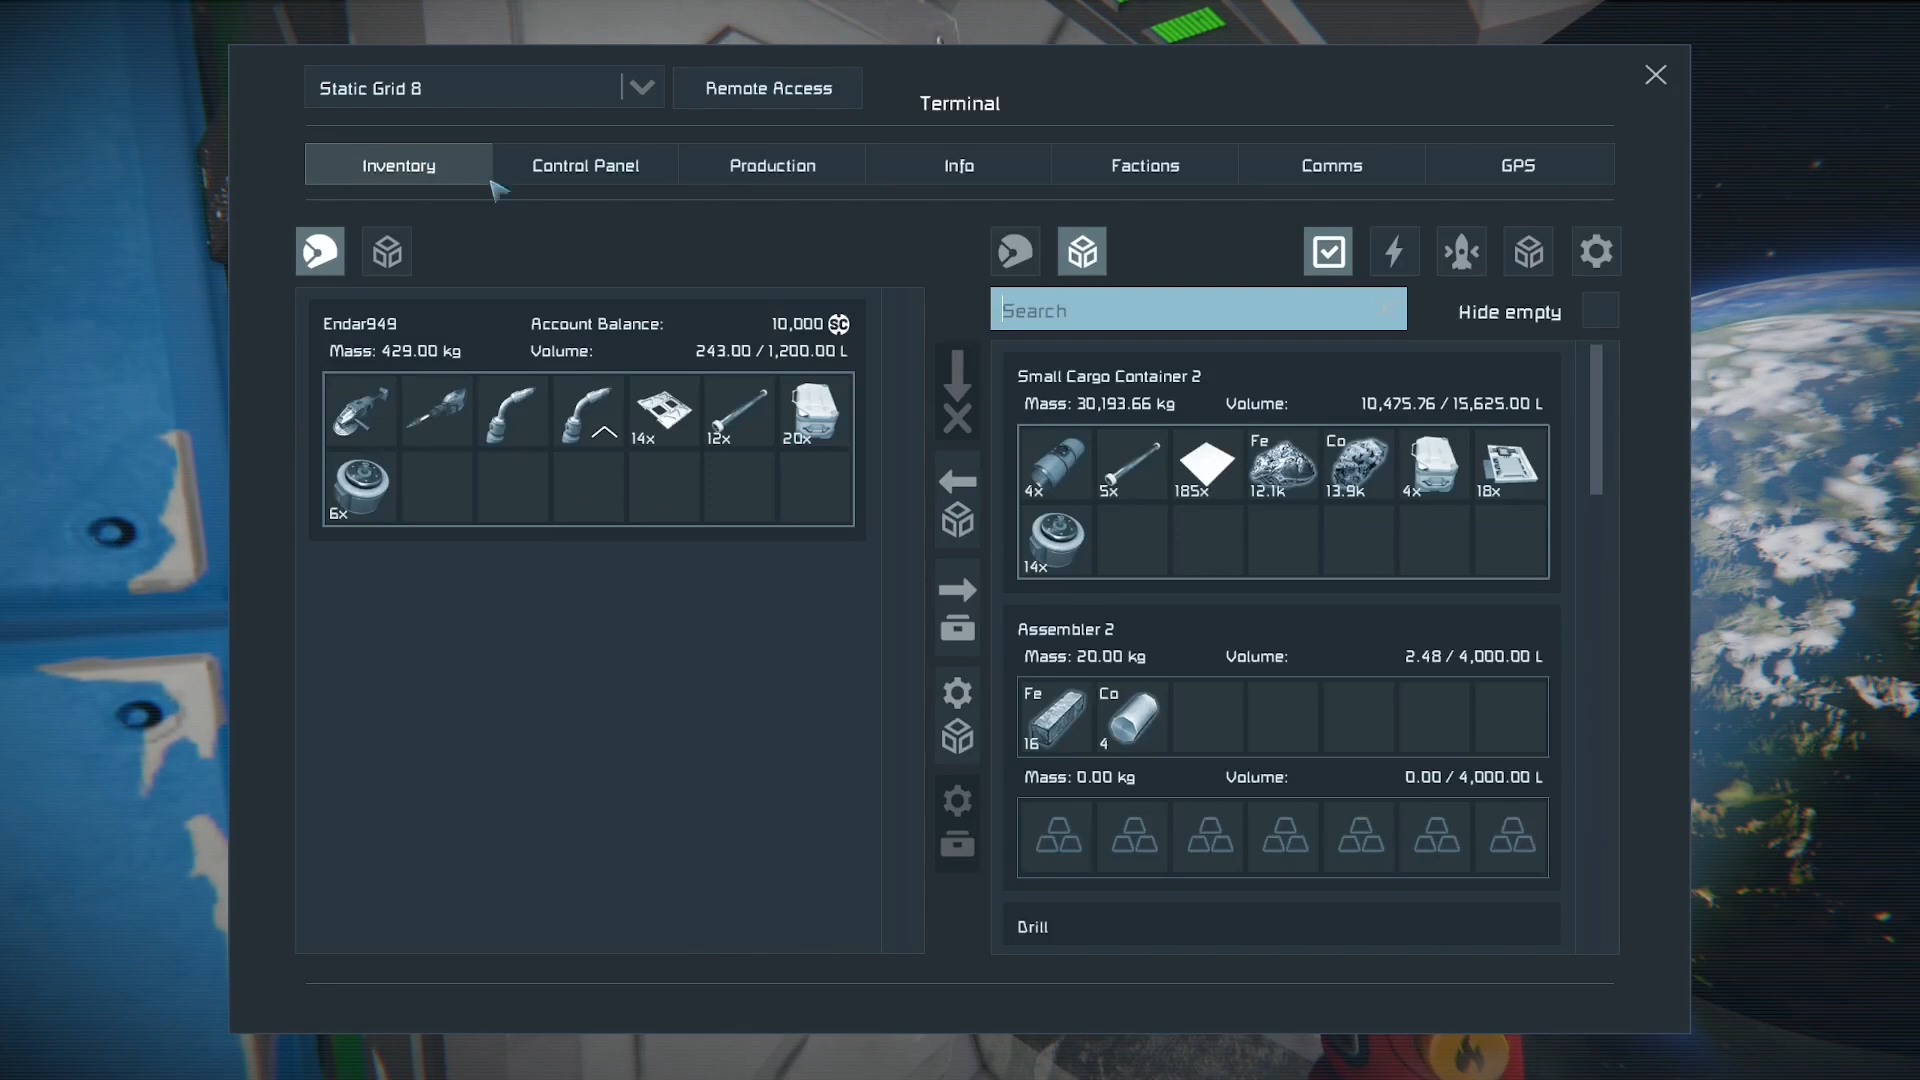 Static Grid 8
Remote Access
Terminal
Inventory
Control Panel
Production
Info
Factions
Comms
GPS
Search
Hide empty
Endar949
Account Balance:
10,000 SC
Mass: 429.00 kg
Volume:
243.00 / 1,200.00 L
14x
12x
20x
6x
Small Cargo Container 2
Mass: 30,193.66 kg
Volume:
10,475.76 / 15,625.00 L
4x
5x
185x
Fe
12.1k
Co
13.9k
4x
18x
14x
Assembler 2
Mass: 20.00 kg
Volume:
2.48 / 4,000.00 L
Fe
16
Co
4
Mass: 0.00 kg
Volume:
0.00 / 4,000.00 L
Drill